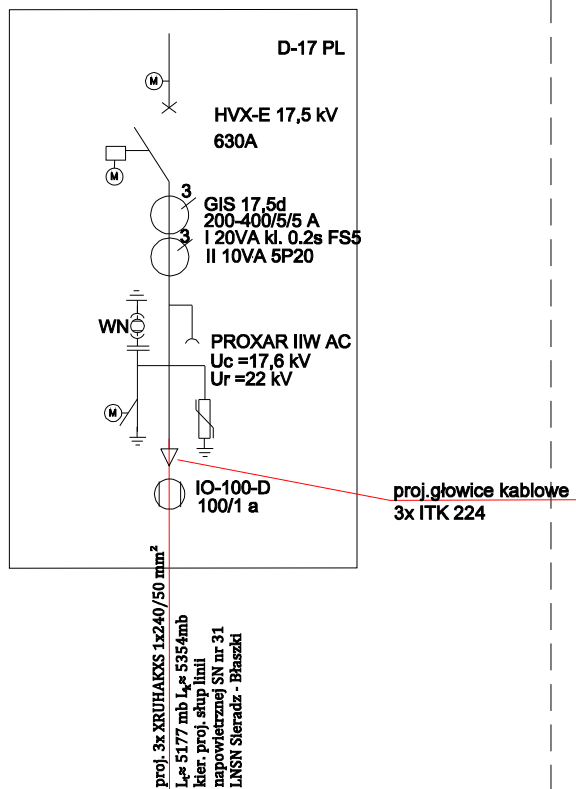 D-17 PL
M
HVX-E 17,5 kV
630A
M
3
GIS 17,5d
200-400/5/5 A
3
I 20VA kl. 0.2s FS5
II 10VA 5P20
WN
PROXAR IIW AC
Uc =17,6 kV
Ur =22 kV
M
IO-100-D
100/1 a
proj.głowice kablowe
3x ITK 224
proj. 3x XRUHAKXS 1x240/50 mm²
Lₜ≈ 5177 mb Lₖ≈ 5354mb
kier. proj. słup linii
napowietrznej SN nr 31
LNSN Sieradz - Błaszki